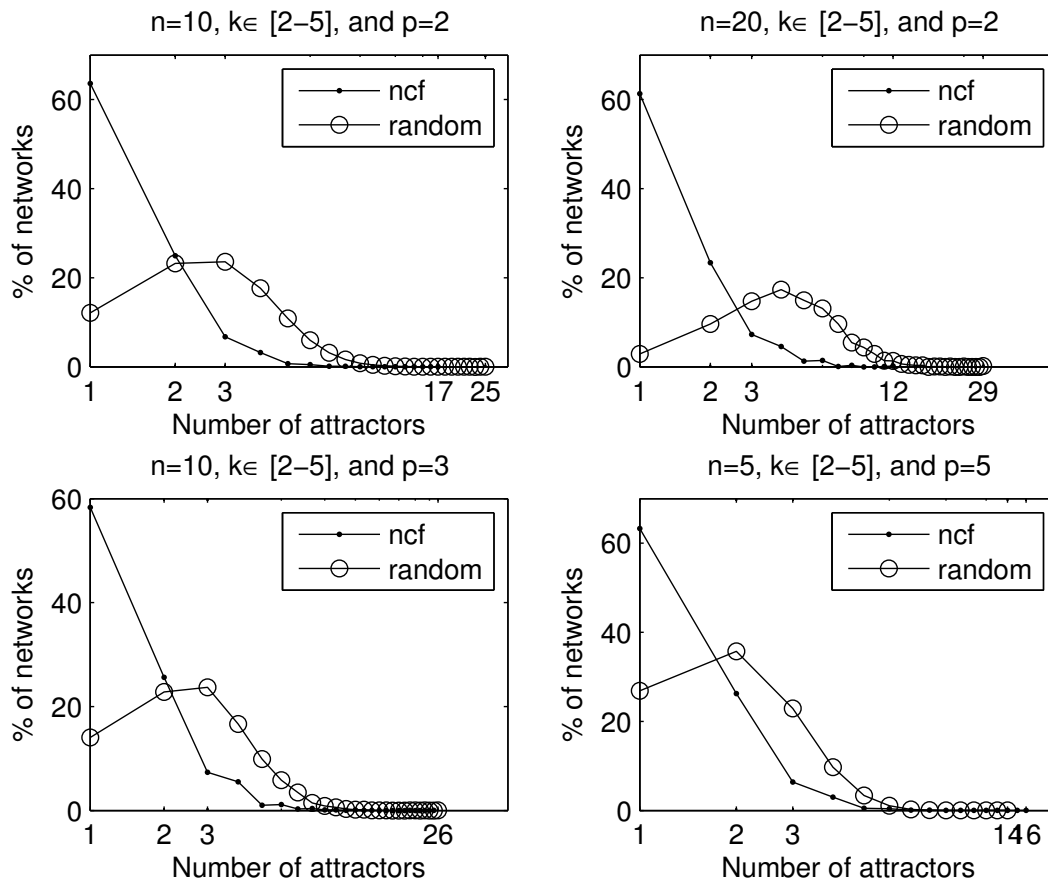 n=10, k∈ [2−5], and p=2
% of networks
60
40
20
0
1 2 3 17 25
Number of attractors
ncf
random
n=20, k∈ [2−5], and p=2
% of networks
60
40
20
0
1 2 3 12 29
Number of attractors
ncf
random
n=10, k∈ [2−5], and p=3
% of networks
60
40
20
0
1 2 3 26
Number of attractors
ncf
random
n=5, k∈ [2−5], and p=5
% of networks
60
40
20
0
1 2 3 1416
Number of attractors
ncf
random